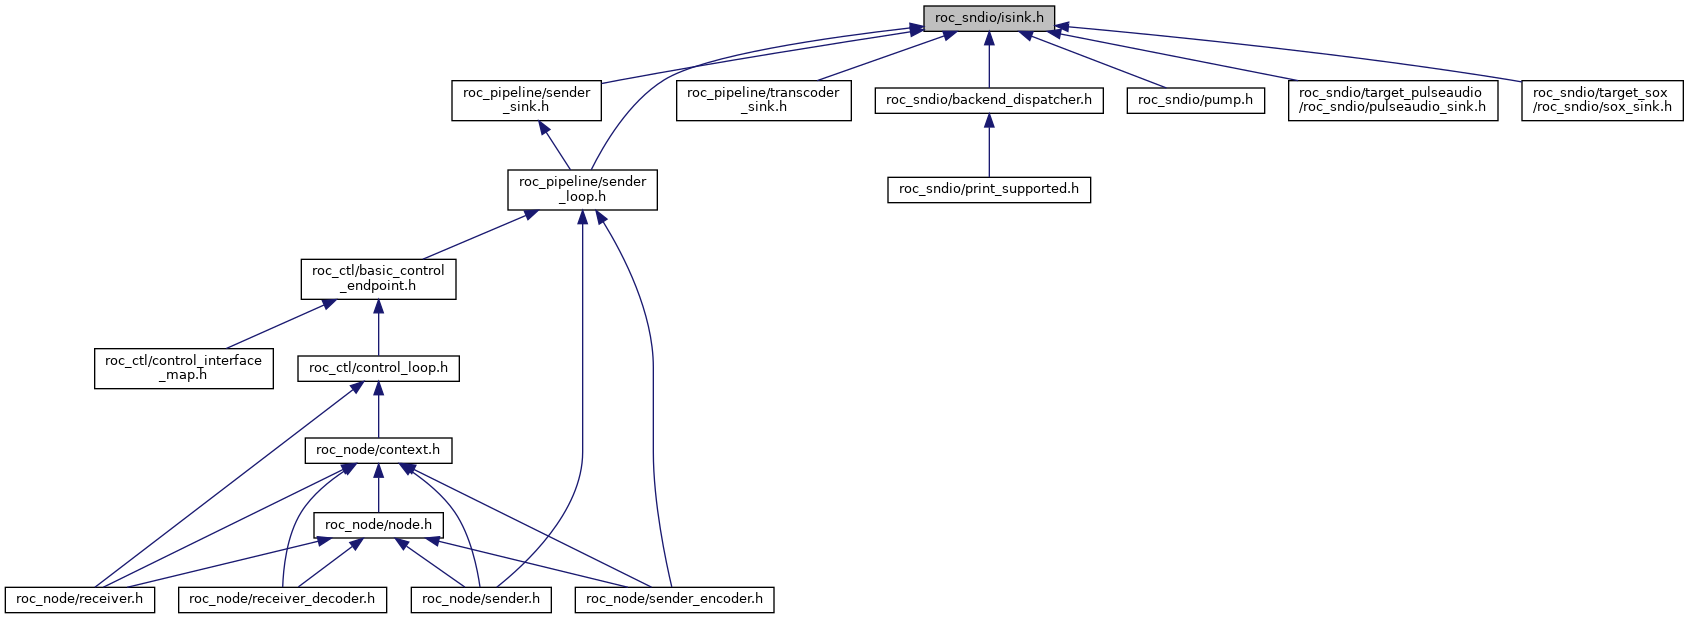 roc_sndio/isink.h
roc_pipeline/sender
_sink.h
roc_pipeline/transcoder
_sink.h
roc_sndio/backend_dispatcher.h
roc_sndio/pump.h
roc_sndio/target_pulseaudio
/roc_sndio/pulseaudio_sink.h
roc_sndio/target_sox
/roc_sndio/sox_sink.h
roc_pipeline/sender
_loop.h
roc_sndio/print_supported.h
roc_ctl/basic_control
_endpoint.h
roc_ctl/control_interface
_map.h
roc_ctl/control_loop.h
roc_node/context.h
roc_node/node.h
roc_node/receiver.h
roc_node/receiver_decoder.h
roc_node/sender.h
roc_node/sender_encoder.h